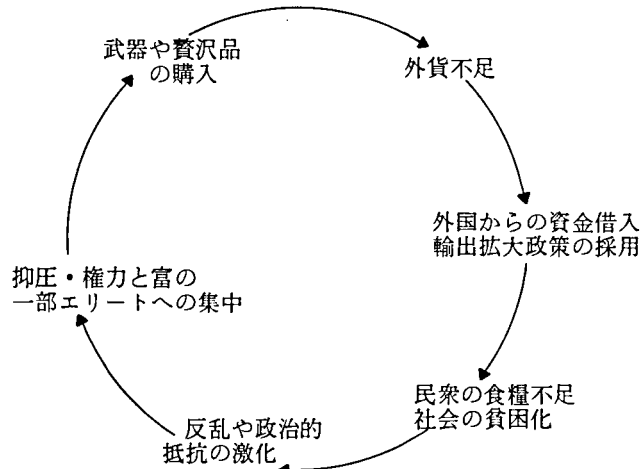 武器や贅沢品
の購入
外貨不足
外国からの資金借入
輸出拡大政策の採用
民衆の食糧不足
社会の貧困化
反乱や政治的
抵抗の激化
抑圧・権力と富の
一部エリートへの集中